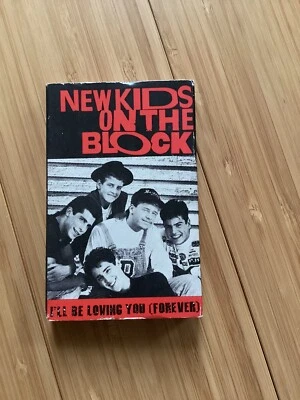 NEW KIDS
ON THE
BLOCK
I'LL BE LOVING YOU (FOREVER)